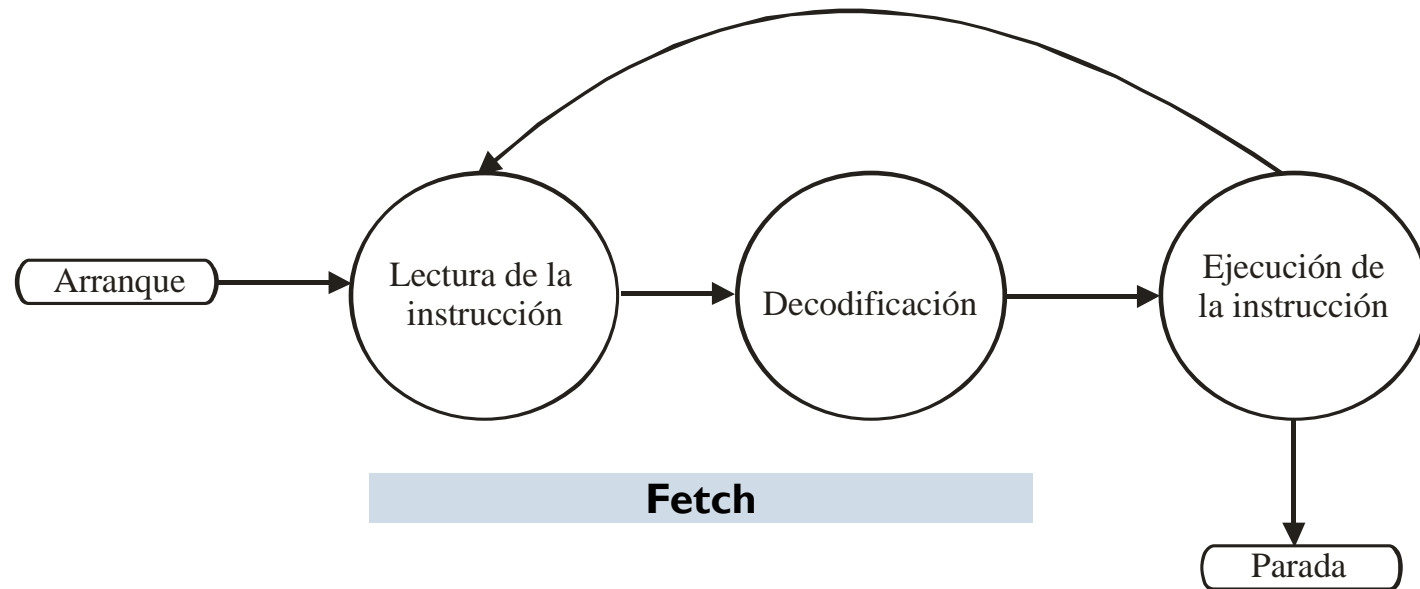 Arranque
Lectura de la
instrucción
Decodificación
Ejecución de
la instrucción
Fetch
Parada